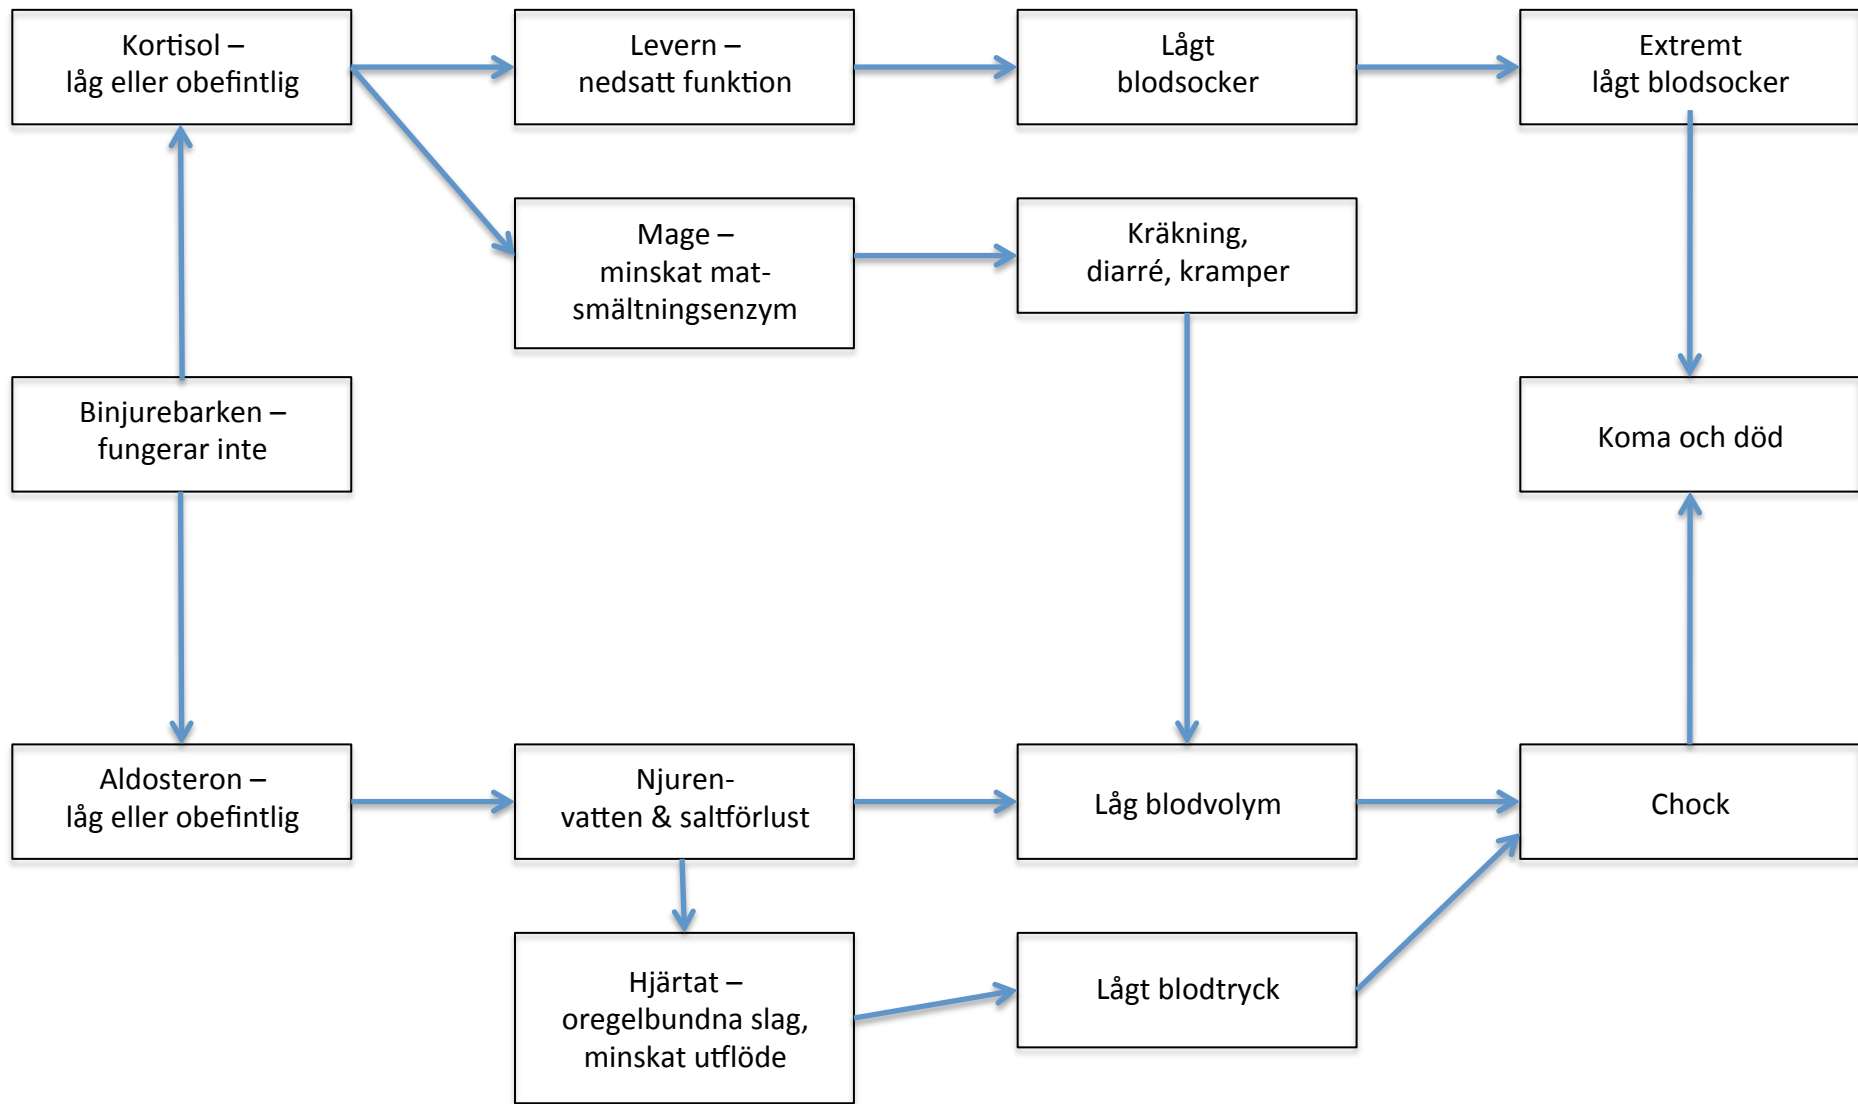 Kortisol –
låg eller obefintlig
Levern –
nedsatt funktion
Lågt
blodsocker
Extremt
lågt blodsocker
Mage –
minskat mat-
smältningsenzym
Kräkning,
diarré, kramper
Binjurebarken –
fungerar inte
Koma och död
Aldosteron –
låg eller obefintlig
Njuren-
vatten & saltförlust
Låg blodvolym
Chock
Hjärtat –
oregelbundna slag,
minskat utflöde
Lågt blodtryck